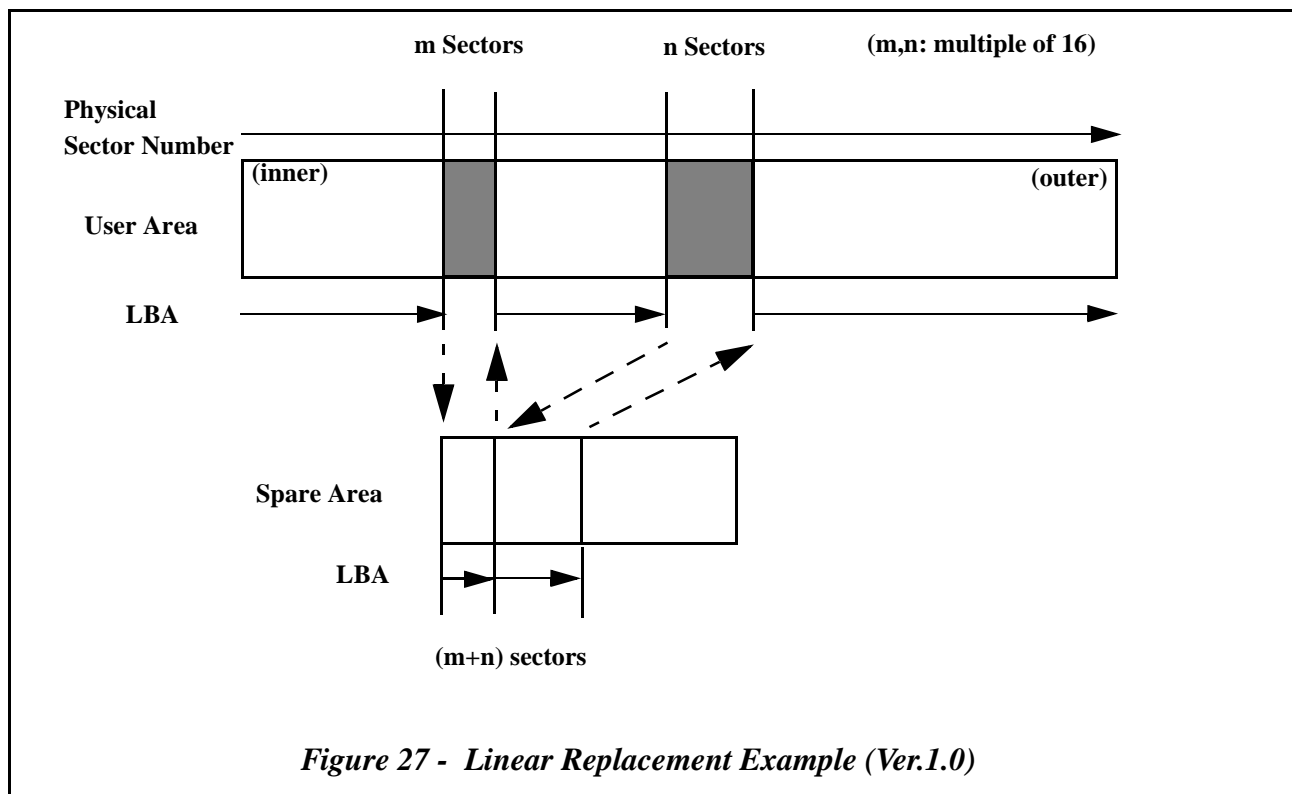 m Sectors
n Sectors
(m,n: multiple of 16)
Physical
Sector Number
(inner)
(outer)
User Area
LBA
Spare Area
LBA
(m+n) sectors
Figure 27 - Linear Replacement Example (Ver.1.0)